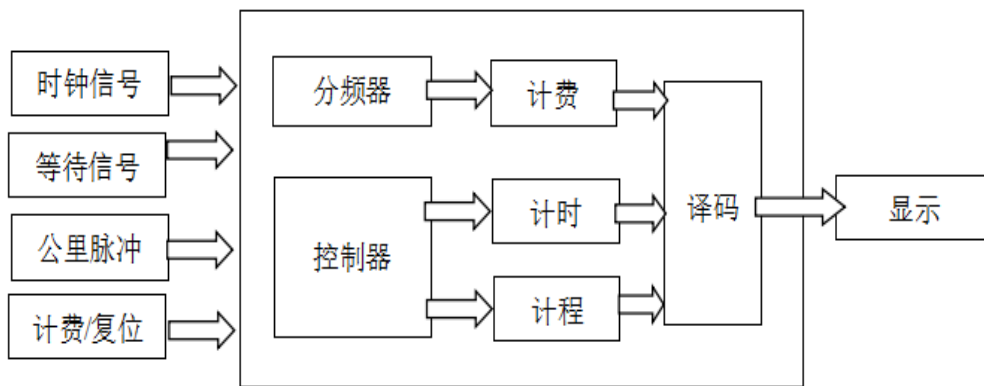 时钟信号
等待信号
公里脉冲
计费/复位
分频器
控制器
计费
计时
计程
译码
显示